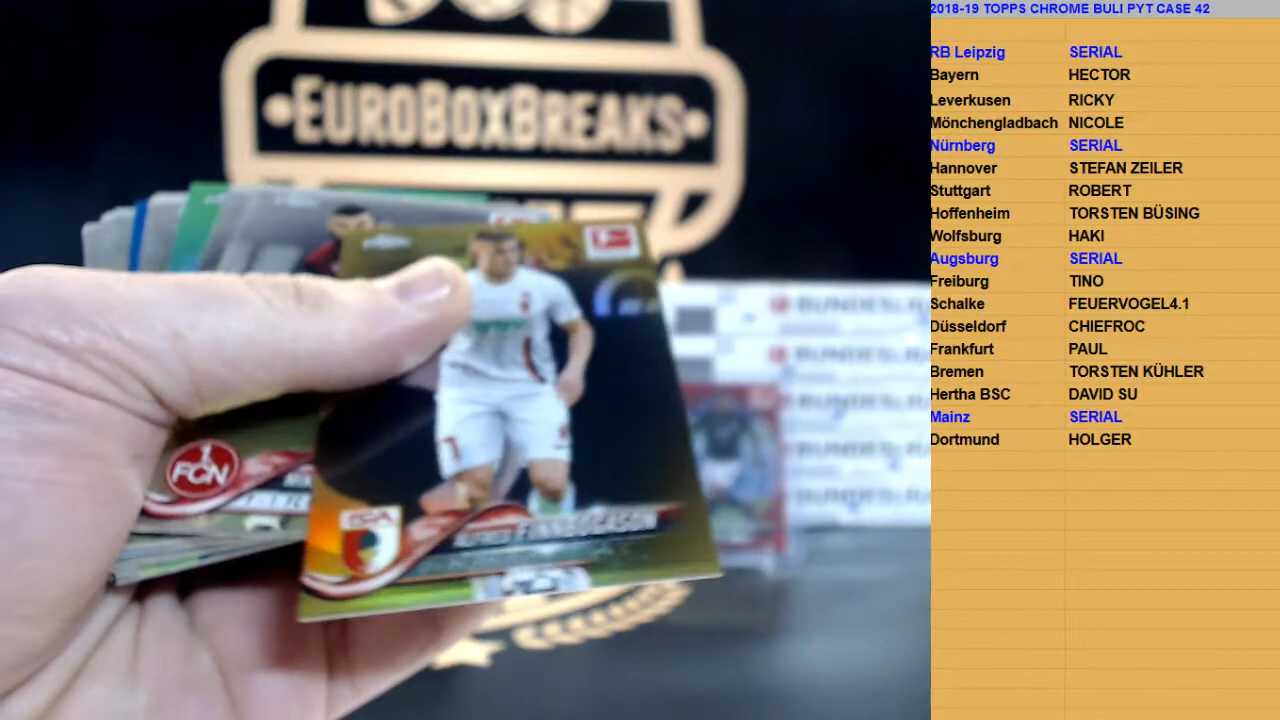 2018-19 TOPPS CHROME BULI PYT CASE 42
RB Leipzig SERIAL
Bayern HECTOR
Leverkusen RICKY
Mönchengladbach NICOLE
Nürnberg SERIAL
Hannover STEFAN ZEILER
Stuttgart ROBERT
Hoffenheim TORSTEN BÜSING
Wolfsburg HAKI
Augsburg SERIAL
Freiburg TINO
Schalke FEUERVOGEL4.1
Düsseldorf CHIEFROC
Frankfurt PAUL
Bremen TORSTEN KÜHLER
Hertha BSC DAVID SU
Mainz SERIAL
Dortmund HOLGER
•EUROBOXBREAKS•
FCN
FCA
FINNBOGASON